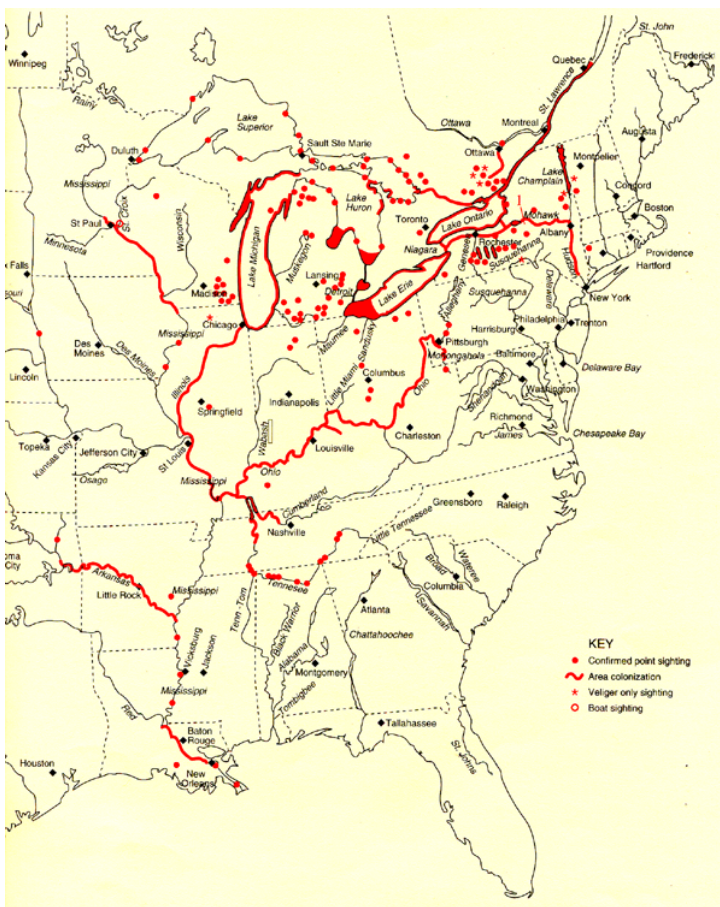 St. John
Winnipeg
Quebec
Frederick
Rainy
St. Lawrence
Lake
Superior
Ottawa
Montreal
Sault Ste Marie
Ottawa
Augusta
Duluth
Montpelier
Mississippi
Lake
Champlain
Concord
St. Croix
Lake
Huron
St Paul
Wisconsin
Toronto
Lake Ontario
Mohawk
Boston
Minnesota
Lake Michigan
Muskegon
Niagara
Rochester
Albany
Genese
Susquehanna
Hudson
Providence
Hartford
Falls
Lansing
Madison
Detroit
Lake Erie
Allegheny
Susquehanna
Delaware
New York
souri
Chicago
Mississippi
Maumee
Sandusky
Philadelphia
Trenton
Des
Moines
Des Moines
Harrisburg
Pittsburgh
Monongahola
Baltimore
Little Miami
Columbus
Ohio
Delaware Bay
Lincoln
Illinois
Washington
Shenandoah
Indianapolis
Springfield
Wabash
Richmond
James
Chesapeake Bay
Charleston
Topeka
Kansas City
Jefferson City
St Louis
Louisville
Osago
Ohio
Mississippi
Cumberland
Greensboro
Raleigh
Nashville
Little Tennessee
oma
City
Arkansas
Tennesee
Broad
Wateree
Little Rock
Mississippi
Columbia
Tenn -Tom
Black Warrior
Atlanta
Savannah
Chattahoochee
Vicksburg
Jackson
Alabama
KEY
Montgomery
Confirmed point sighting
Mississippi
Tombigbee
Area colonization
Veliger only sighting
Red
Boat sighting
Tallahassee
Baton
Rouge
St. Johns
Houston
New
Orleans